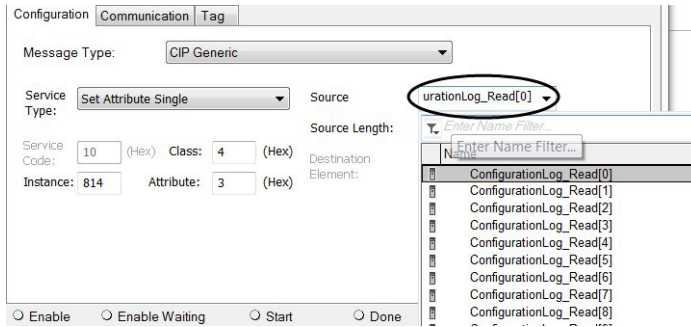 Configuration Communication Tag
Message Type: CIP Generic
Service Type: Set Attribute Single
Source urationLog_Read[0]
Source Length:
Service Code: 10 (Hex) Class: 4 (Hex)
Destination Element:
Instance: 814 Attribute: 3 (Hex)
Enter Name Filter...
Enter Name Filter...
Name
ConfigurationLog_Read[0]
ConfigurationLog_Read[1]
ConfigurationLog_Read[2]
ConfigurationLog_Read[3]
ConfigurationLog_Read[4]
ConfigurationLog_Read[5]
ConfigurationLog_Read[6]
ConfigurationLog_Read[7]
ConfigurationLog_Read[8]
Enable Enable Waiting Start Done